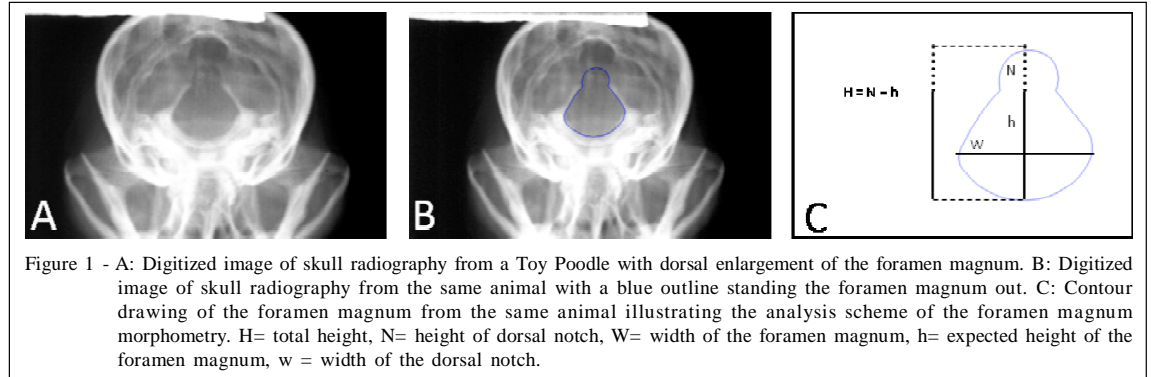 A
B
C
H=N-h
N
h
W
Figure 1 - A: Digitized image of skull radiography from a Toy Poodle with dorsal enlargement of the foramen magnum. B: Digitized
image of skull radiography from the same animal with a blue outline standing the foramen magnum out. C: Contour
drawing of the foramen magnum from the same animal illustrating the analysis scheme of the foramen magnum
morphometry. H= total height, N= height of dorsal notch, W= width of the foramen magnum, h= expected height of the
foramen magnum, w = width of the dorsal notch.